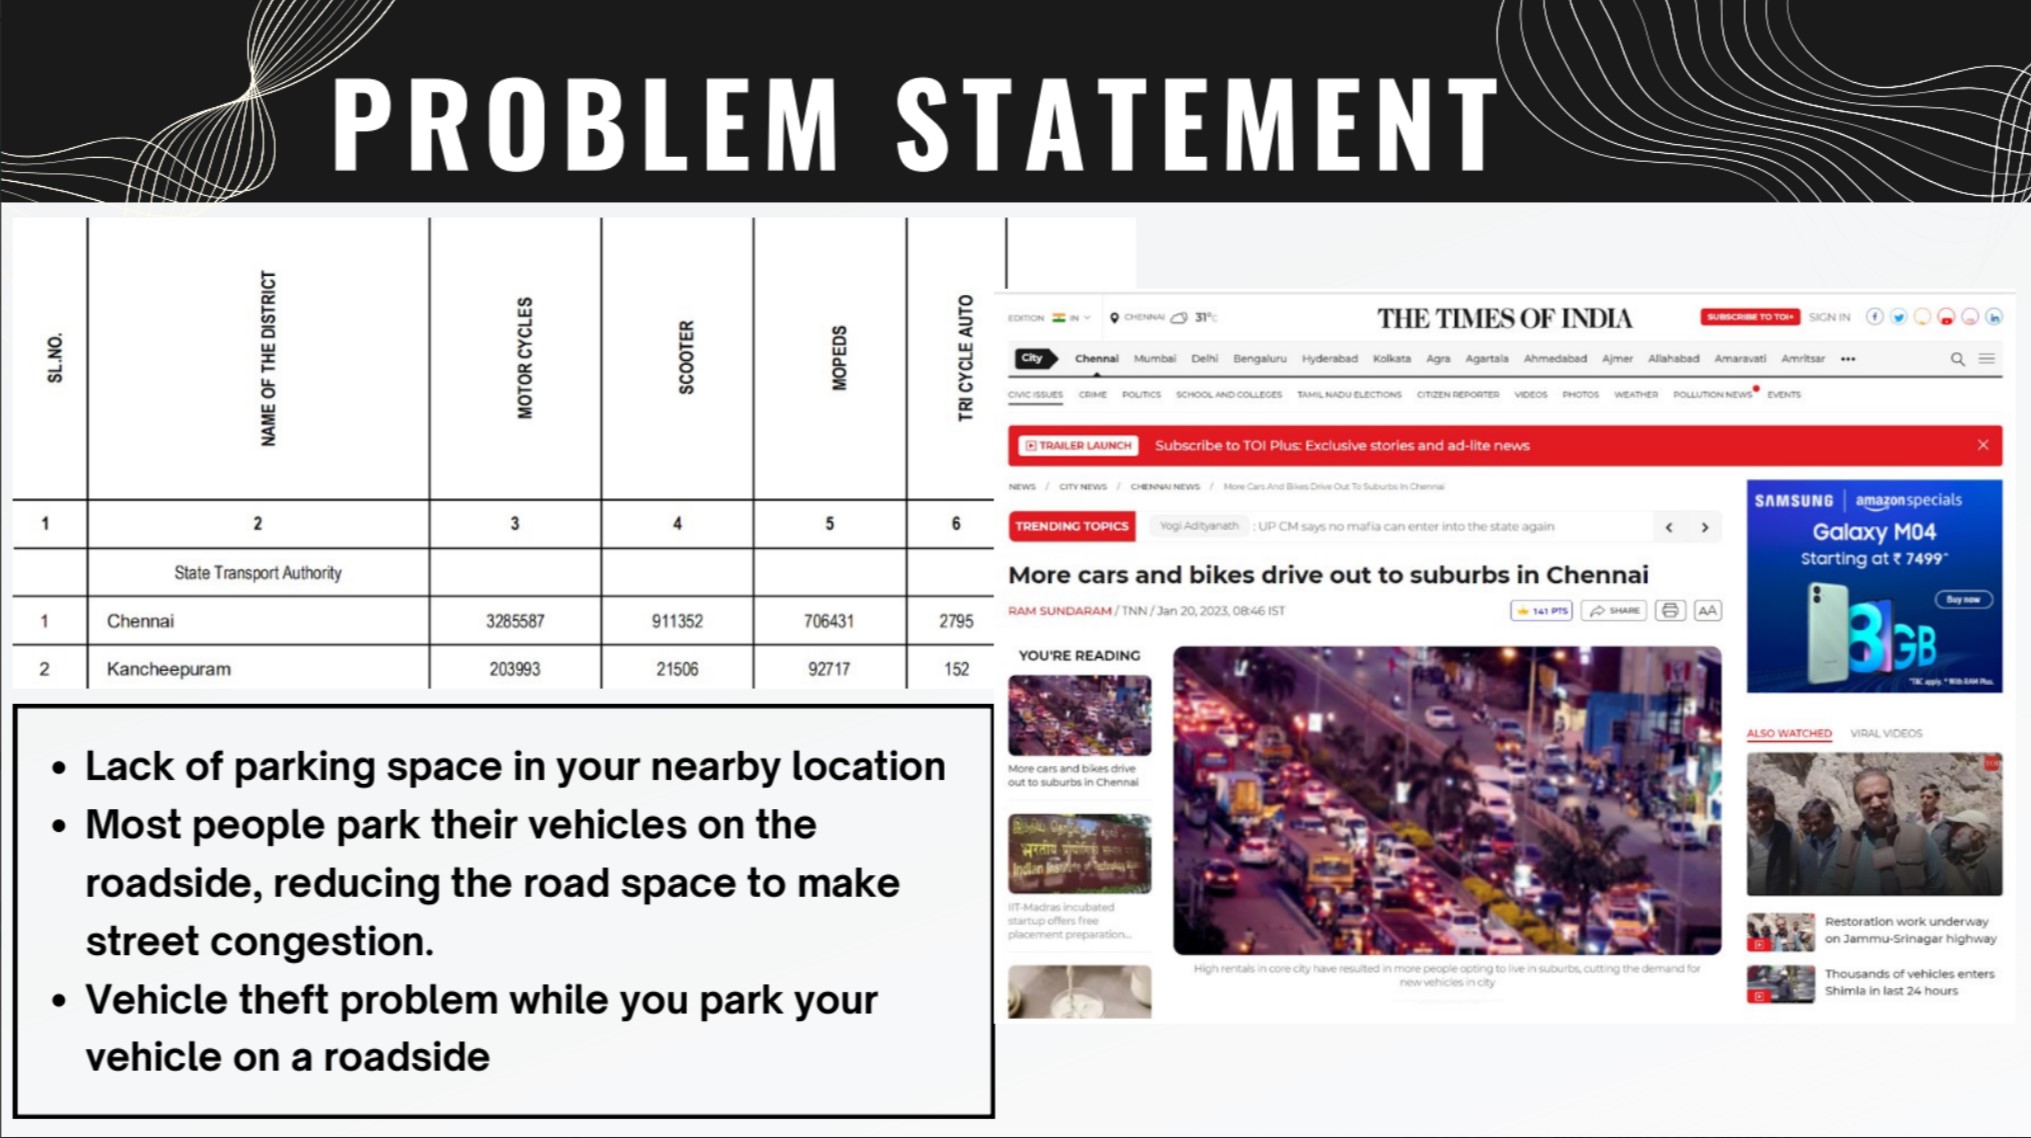 PROBLEM STATEMENT
SL.NO.
NAME OF THE DISTRICT
MOTOR CYCLES
SCOOTER
MOPEDS
TRI CYCLE AUTO
1 2 3 4 5 6
State Transport Authority
1 Chennai 3285587 911352 706431 2795
2 Kancheepuram 203993 21506 92717 152
• Lack of parking space in your nearby location
• Most people park their vehicles on the
roadside, reducing the road space to make
street congestion.
• Vehicle theft problem while you park your
vehicle on a roadside
EDITION IN CHENNAI 31°C
THE TIMES OF INDIA
SUBSCRIBE TO TOI+ SIGN IN
City Chennai Mumbai Delhi Bengaluru Hyderabad Kolkata Agra Agartala Ahmedabad Ajmer Allahabad Amaravati Amritsar •••
CIVIC ISSUES CRIME POLITICS SCHOOL AND COLLEGES TAMIL NADU ELECTIONS CITIZEN REPORTER VIDEOS PHOTOS WEATHER POLLUTION NEWS EVENTS
TRAILER LAUNCH Subscribe to TOI Plus: Exclusive stories and ad-lite news
NEWS / CITY NEWS / CHENNAI NEWS / More Cars And Bikes Drive Out To Suburbs In Chennai
TRENDING TOPICS Yogi Adityanath : UP CM says no mafia can enter into the state again
More cars and bikes drive out to suburbs in Chennai
RAM SUNDARAM / TNN / Jan 20, 2023, 08:46 IST
141 PTS SHARE AA
YOU'RE READING
More cars and bikes drive
out to suburbs in Chennai
भारतीय
Indian Institute of
IIT-Madras incubated
startup offers free
placement preparation...
High rentals in core city have resulted in more people opting to live in suburbs, cutting the demand for
new vehicles in city
SAMSUNG | amazonspecials
Galaxy M04
Starting at ₹ 7499*
Buy now
8GB
*T&C apply. * With RAM Plus.
ALSO WATCHED VIRAL VIDEOS
Restoration work underway
on Jammu-Srinagar highway
Thousands of vehicles enters
Shimla in last 24 hours